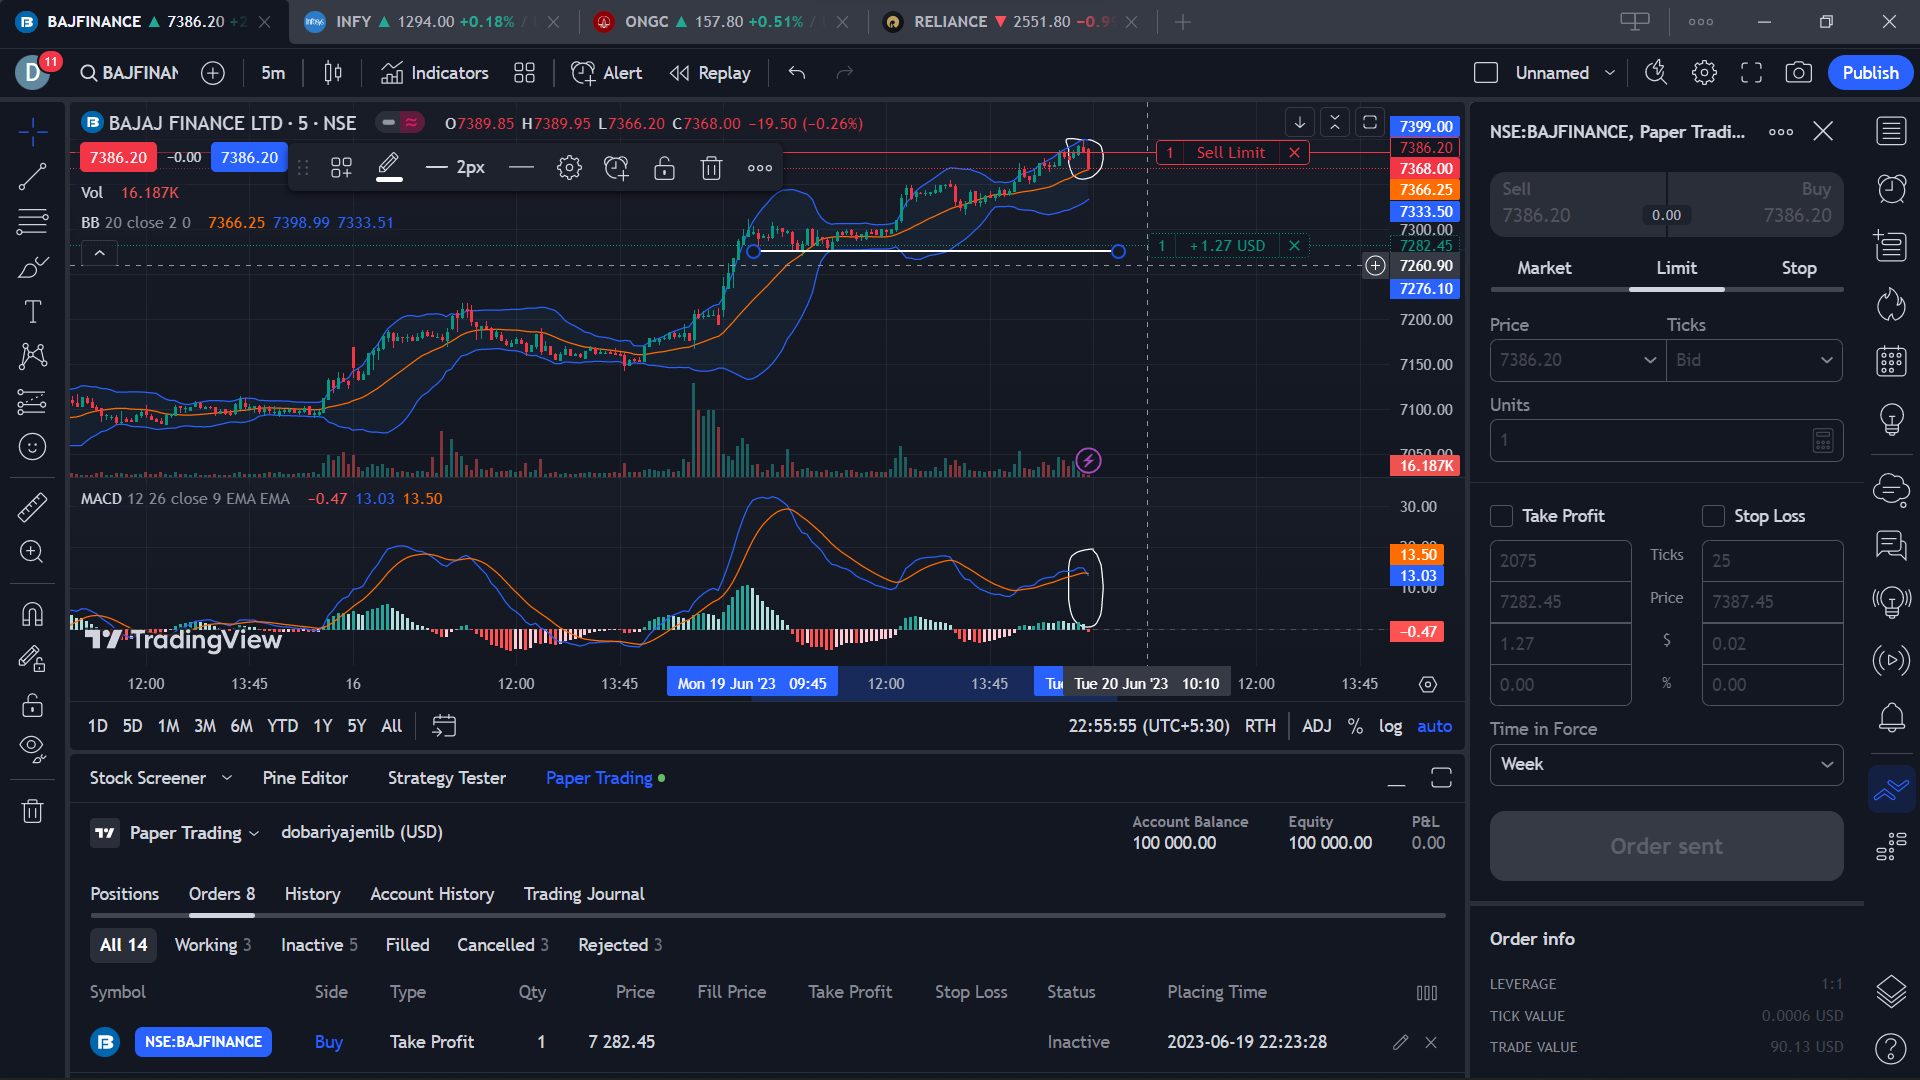 BAJFINANCE ▲ 7386.20 +2
INFY ▲ 1294.00 +0.18% /
ONGC ▲ 157.80 +0.51% /
RELIANCE ▼ 2551.80 −0.9
D 11
BAJFINAN
5m
Indicators
Alert
Replay
Unnamed
Publish
BAJAJ FINANCE LTD · 5 · NSE
O7389.85 H7389.95 L7366.20 C7368.00 −19.50 (−0.26%)
7386.20 −0.00 7386.20
2px
Vol 16.187K
BB 20 close 2 0 7366.25 7398.99 7333.51
1 Sell Limit
1 +1.27 USD
7399.00
7386.20
7368.00
7366.25
7333.50
7300.00
7282.45
7260.90
7276.10
7200.00
7150.00
7100.00
7050.00
16.187K
MACD 12 26 close 9 EMA EMA −0.47 13.03 13.50
30.00
13.50
13.03
10.00
−0.47
TradingView
12:00 13:45 16 12:00 13:45 Mon 19 Jun '23 09:45 12:00 13:45 Tue Tue 20 Jun '23 10:10 12:00 13:45
1D 5D 1M 3M 6M YTD 1Y 5Y All
22:55:55 (UTC+5:30) RTH ADJ % log auto
Stock Screener Pine Editor Strategy Tester Paper Trading
Paper Trading dobariyajenilb (USD)
Account Balance Equity P&L
100 000.00 100 000.00 0.00
Positions Orders 8 History Account History Trading Journal
All 14 Working 3 Inactive 5 Filled Cancelled 3 Rejected 3
Symbol Side Type Qty Price Fill Price Take Profit Stop Loss Status Placing Time
NSE:BAJFINANCE Buy Take Profit 1 7 282.45 Inactive 2023-06-19 22:23:28
NSE:BAJFINANCE, Paper Tradi...
Sell Buy
7386.20 0.00 7386.20
Market Limit Stop
Price Ticks
7386.20 Bid
Units
1
Take Profit Stop Loss
2075 Ticks 25
7282.45 Price 7387.45
1.27 $ 0.02
0.00 % 0.00
Time in Force
Week
Order sent
Order info
LEVERAGE 1:1
TICK VALUE 0.0006 USD
TRADE VALUE 90.13 USD